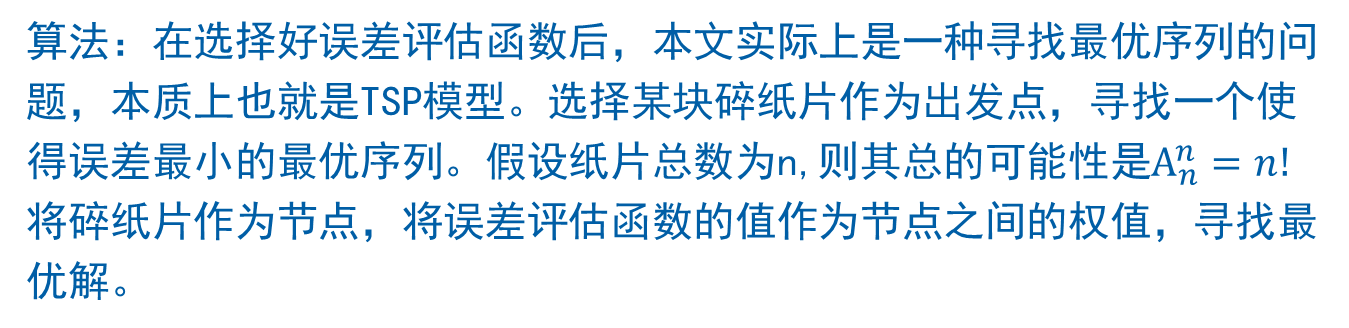 算法：在选择好误差评估函数后，本文实际上是一种寻找最优序列的问
题，本质上也就是TSP模型。选择某块碎纸片作为出发点，寻找一个使
得误差最小的最优序列。假设纸片总数为n,则其总的可能性是$A_n^n = n!$
将碎纸片作为节点，将误差评估函数的值作为节点之间的权值，寻找最
优解。